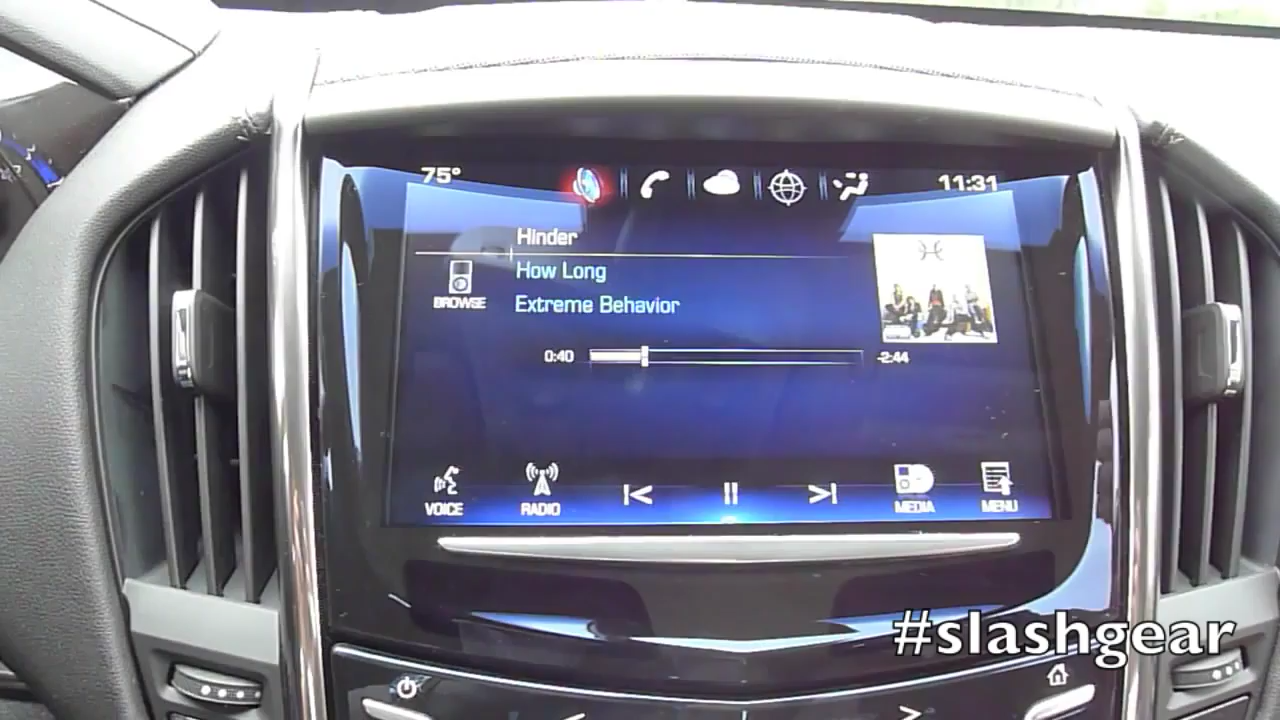 75°
11:31
Hinder
How Long
BROWSE
Extreme Behavior
0:40
-2:44
VOICE
RADIO
MEDIA
MENU
#slashgear